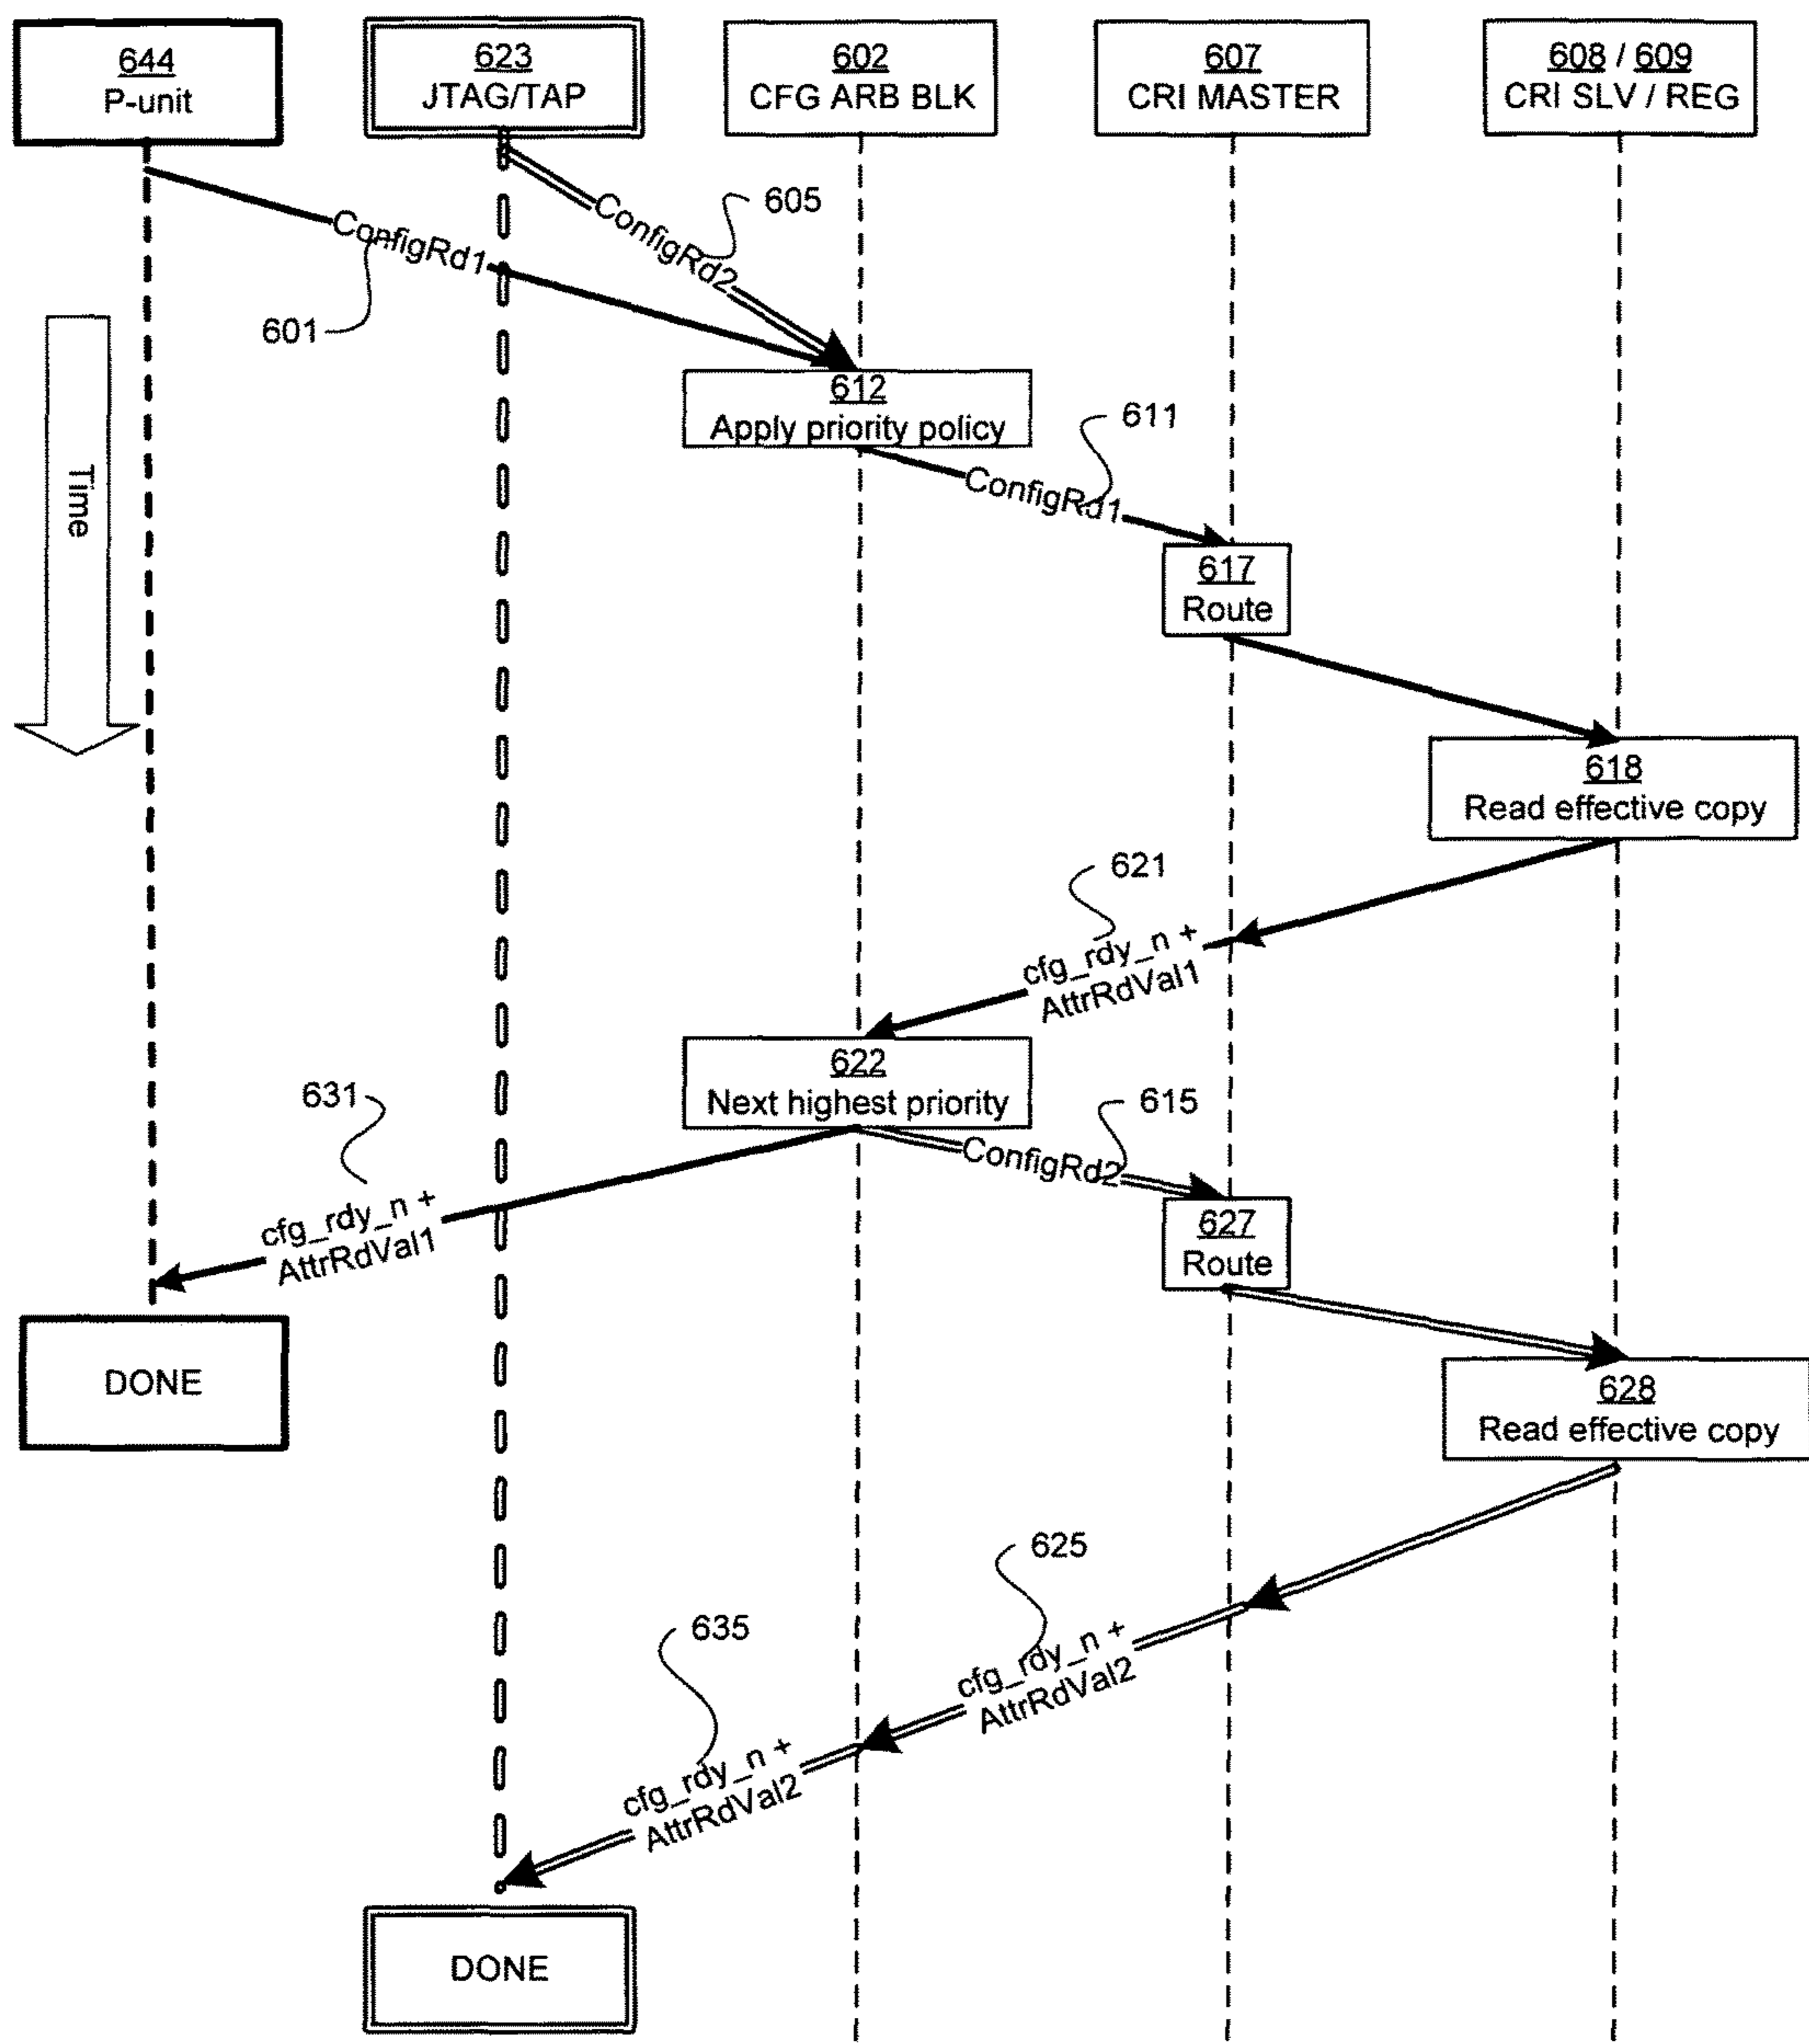 644
P-unit
623
JTAG/TAP
602
CFG ARB BLK
607
CRI MASTER
608 / 609
CRI SLV / REG
605
ConfigRd2
ConfigRd1
601
612
Apply priority policy
611
ConfigRd1
Time
617
Route
618
Read effective copy
621
cfg_rdy_n +
AttrRdVal1
622
Next highest priority
631
615
ConfigRd2
cfg_rdy_n +
AttrRdVal1
627
Route
DONE
628
Read effective copy
625
cfg_rdy_n +
AttrRdVal2
635
cfg_rdy_n +
AttrRdVal2
DONE